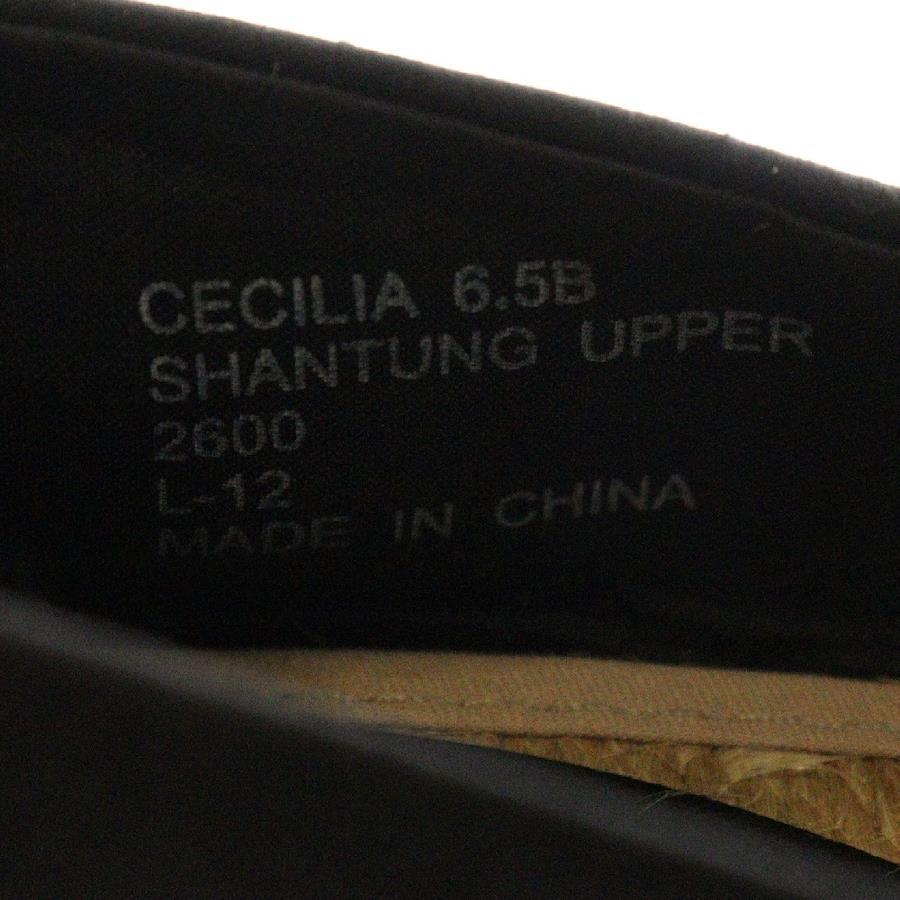 CECILIA 6.5B
SHANTUNG UPPER
2600
L-12
MADE IN CHINA